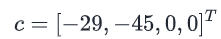 c = [−29, −45, 0, 0]^T